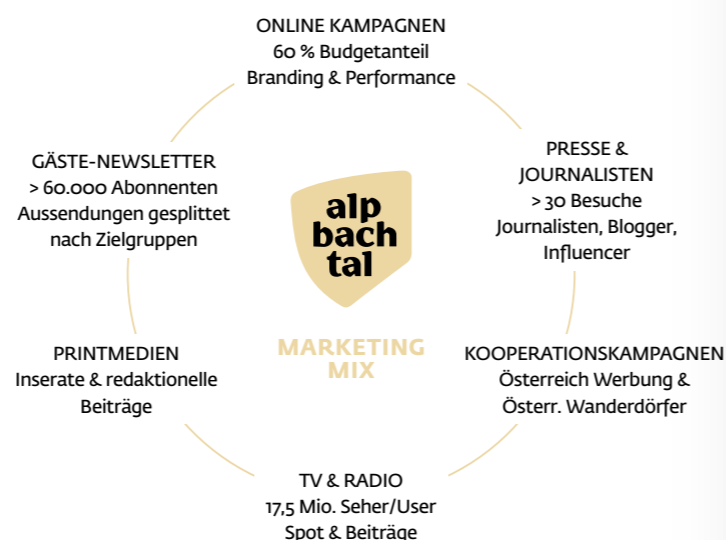 ONLINE KAMPAGNEN
60 % Budgetanteil
Branding & Performance
PRESSE &
JOURNALISTEN
> 30 Besuche
Journalisten, Blogger,
Influencer
KOOPERATIONSKAMPAGNEN
Österreich Werbung &
Österr. Wanderdörfer
TV & RADIO
17,5 Mio. Seher/User
Spot & Beiträge
PRINTMEDIEN
Inserate & redaktionelle
Beiträge
GÄSTE-NEWSLETTER
> 60.000 Abonnenten
Aussendungen gesplittet
nach Zielgruppen
alp
bach
tal
MARKETING
MIX